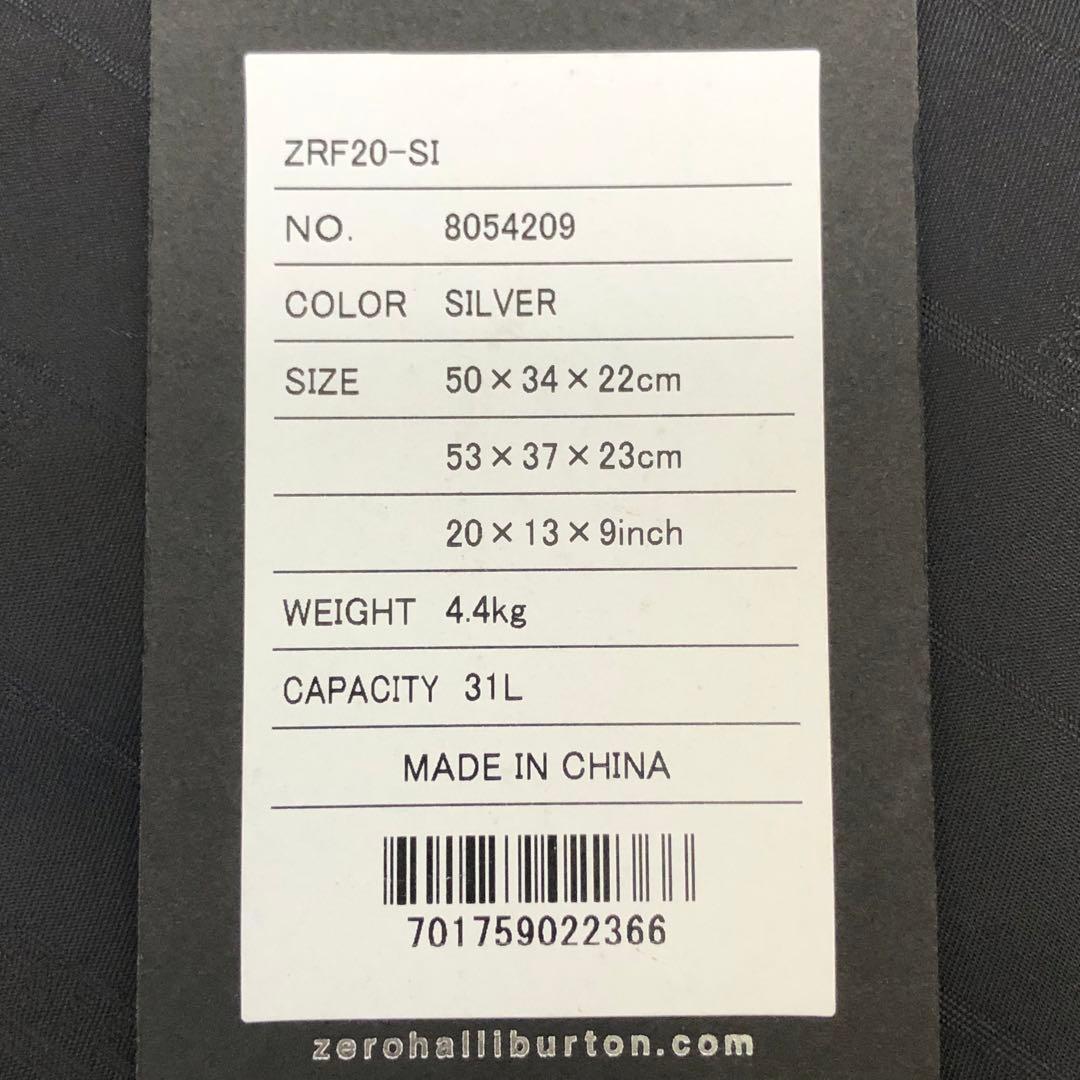 ZRF20-SI
NO. 8054209
COLOR SILVER
SIZE 50×34×22cm
53×37×23cm
20×13×9inch
WEIGHT 4.4kg
CAPACITY 31L
MADE IN CHINA
701759022366
zerohalliburton.com